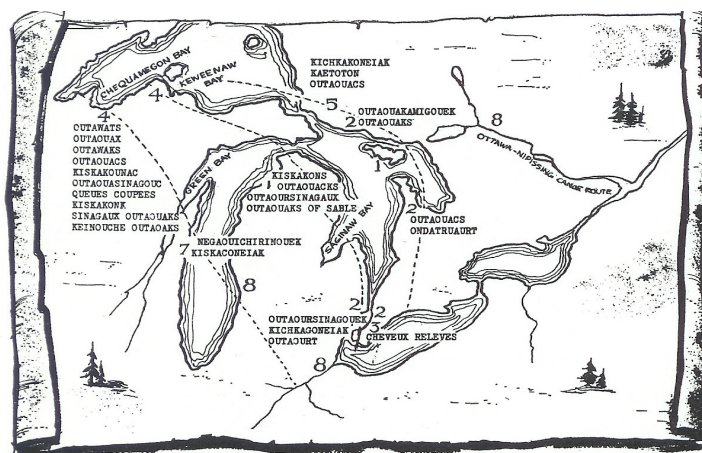 CHEQUAMEGON BAY
KEWEENAW
BAY
KICHKAKONEIAK
KAETOTON
OUTAOUACS
5
4
4
2
OUTAOUAKAMIGOUEK
OUTAOUAKS
8
OTTAWA-NIPISSING CANOE ROUTE
OUTAWATS
OUTAOUAX
OUTAWAKS
OUTAOUACS
KISKAKOUNAC
OUTAOUASINAGOUC
QUEUES COUPEES
KISKAKONK
SINAGAUX OUTAOUAKS
KEINOUCHE OUTAOAKS
GREEN BAY
1
KISKAKONS
OUTAOUACKS
OUTAOURSINAGAUX
OUTAOUAKS OF SABLE
SAGINAW BAY
2
OUTAOUACS
ONDATRUAURT
7
NEGAOUICHIRINOUEK
KISKACONEIAK
8
2
2
OUTAOURSINAGOUEK
KICHKAGONEIAK
OUTAOURT
3
CHEVEUX RELEVES
8